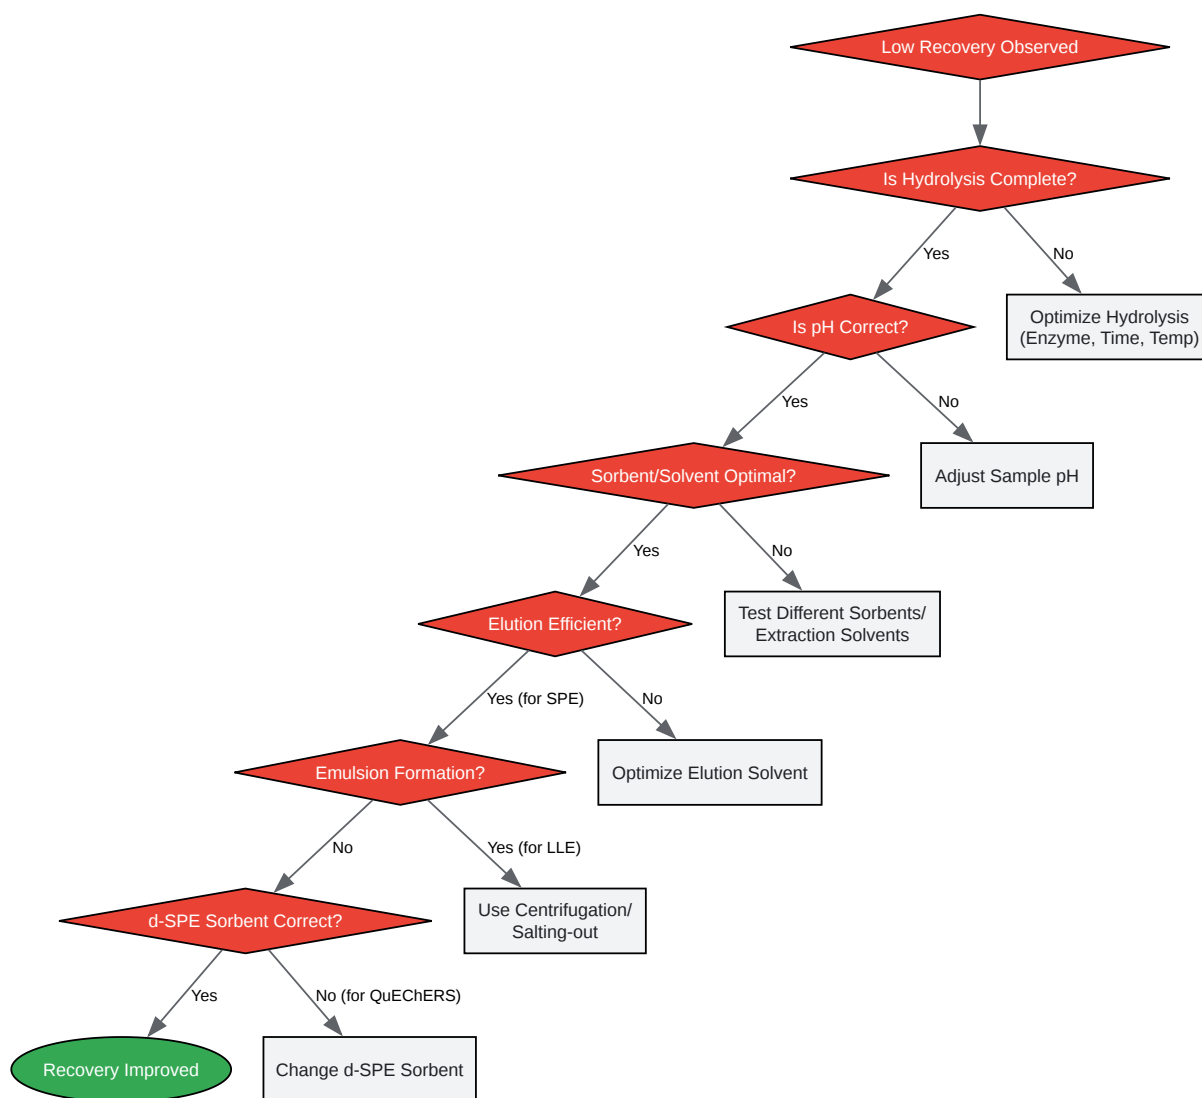 Low Recovery Observed
Is Hydrolysis Complete?
Yes
No
Is pH Correct?
Optimize Hydrolysis
(Enzyme, Time, Temp)
Yes
No
Sorbent/Solvent Optimal?
Adjust Sample pH
Yes
No
Elution Efficient?
Test Different Sorbents/
Extraction Solvents
Yes (for SPE)
No
Emulsion Formation?
Optimize Elution Solvent
No
Yes (for LLE)
d-SPE Sorbent Correct?
Use Centrifugation/
Salting-out
Yes
No (for QuEChERS)
Recovery Improved
Change d-SPE Sorbent